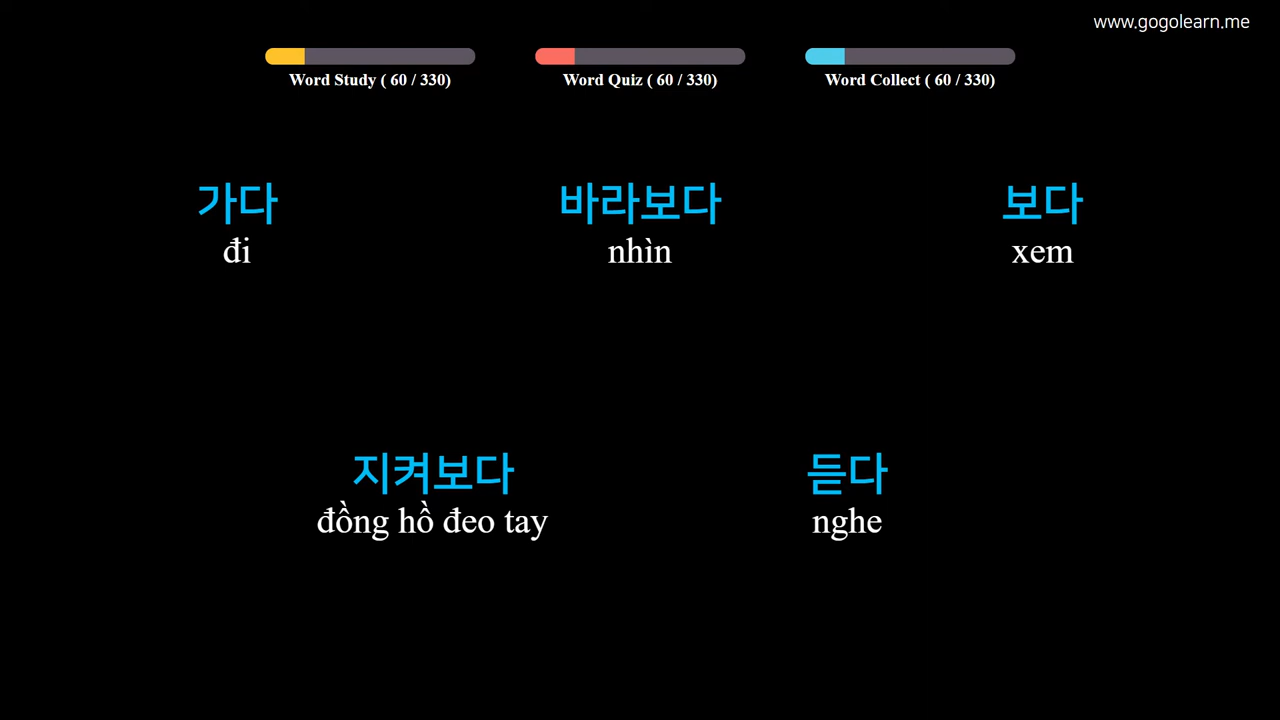 www.gogolearn.me
Word Study ( 60 / 330)
Word Quiz ( 60 / 330)
Word Collect ( 60 / 330)
가다
đi
바라보다
nhìn
보다
xem
지켜보다
đồng hồ đeo tay
듣다
nghe